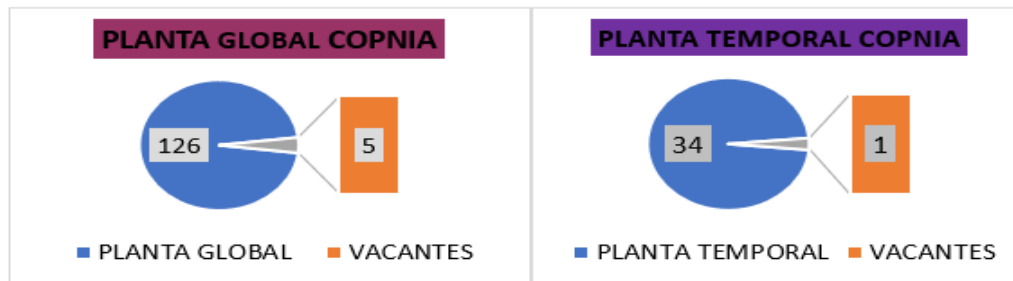 PLANTA GLOBAL COPNIA
126
5
PLANTA GLOBAL
VACANTES
PLANTA TEMPORAL COPNIA
34
1
PLANTA TEMPORAL
VACANTES